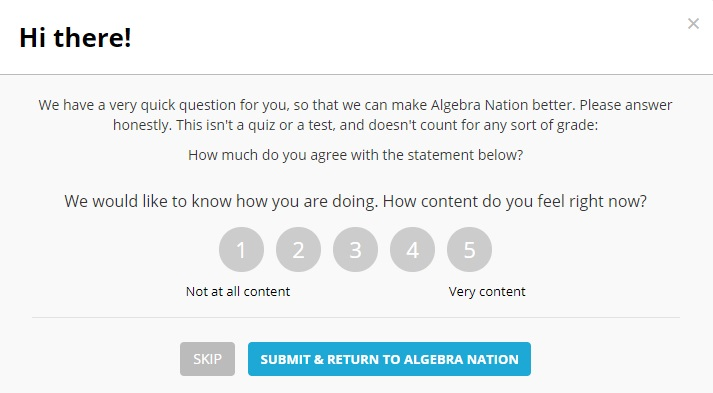 Hi there!
×
We have a very quick question for you, so that we can make Algebra Nation better. Please answer
honestly. This isn't a quiz or a test, and doesn't count for any sort of grade:
How much do you agree with the statement below?
We would like to know how you are doing. How content do you feel right now?
1 2 3 4 5
Not at all content Very content
SKIP SUBMIT & RETURN TO ALGEBRA NATION